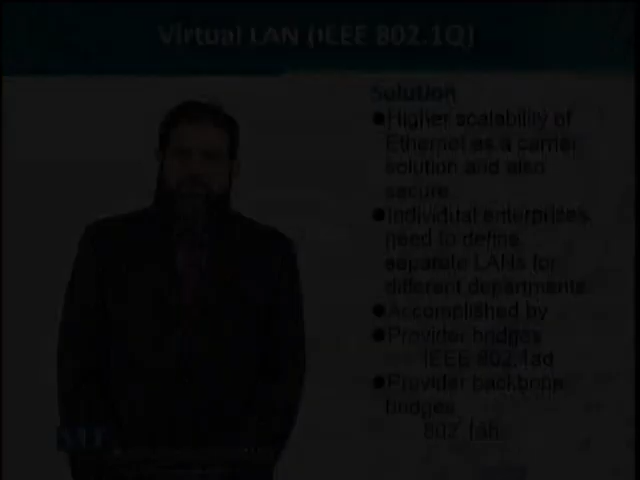 Virtual LAN (IEEE 802.1Q)
Solution
●Higher scalability of
Ethernet as a carrier
solution and also
secure.
●Individual enterprises
need to define
separate LANs for
different departments
●Accomplished by
●Provider bridges
IEEE 802.1ad
●Provider backbone
bridges
802.1ah